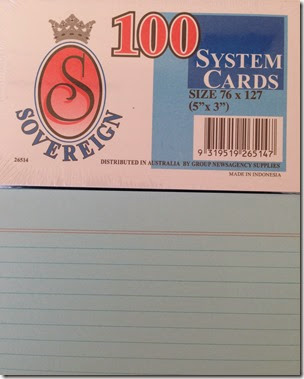 100
SYSTEM
CARDS
SIZE 76 x 127
(5"x 3")
S
SOVEREIGN
9 319519 265147
26514
DISTRIBUTED IN AUSTRALIA BY GROUP NEWSAGENCY SUPPLIES
MADE IN INDONESIA